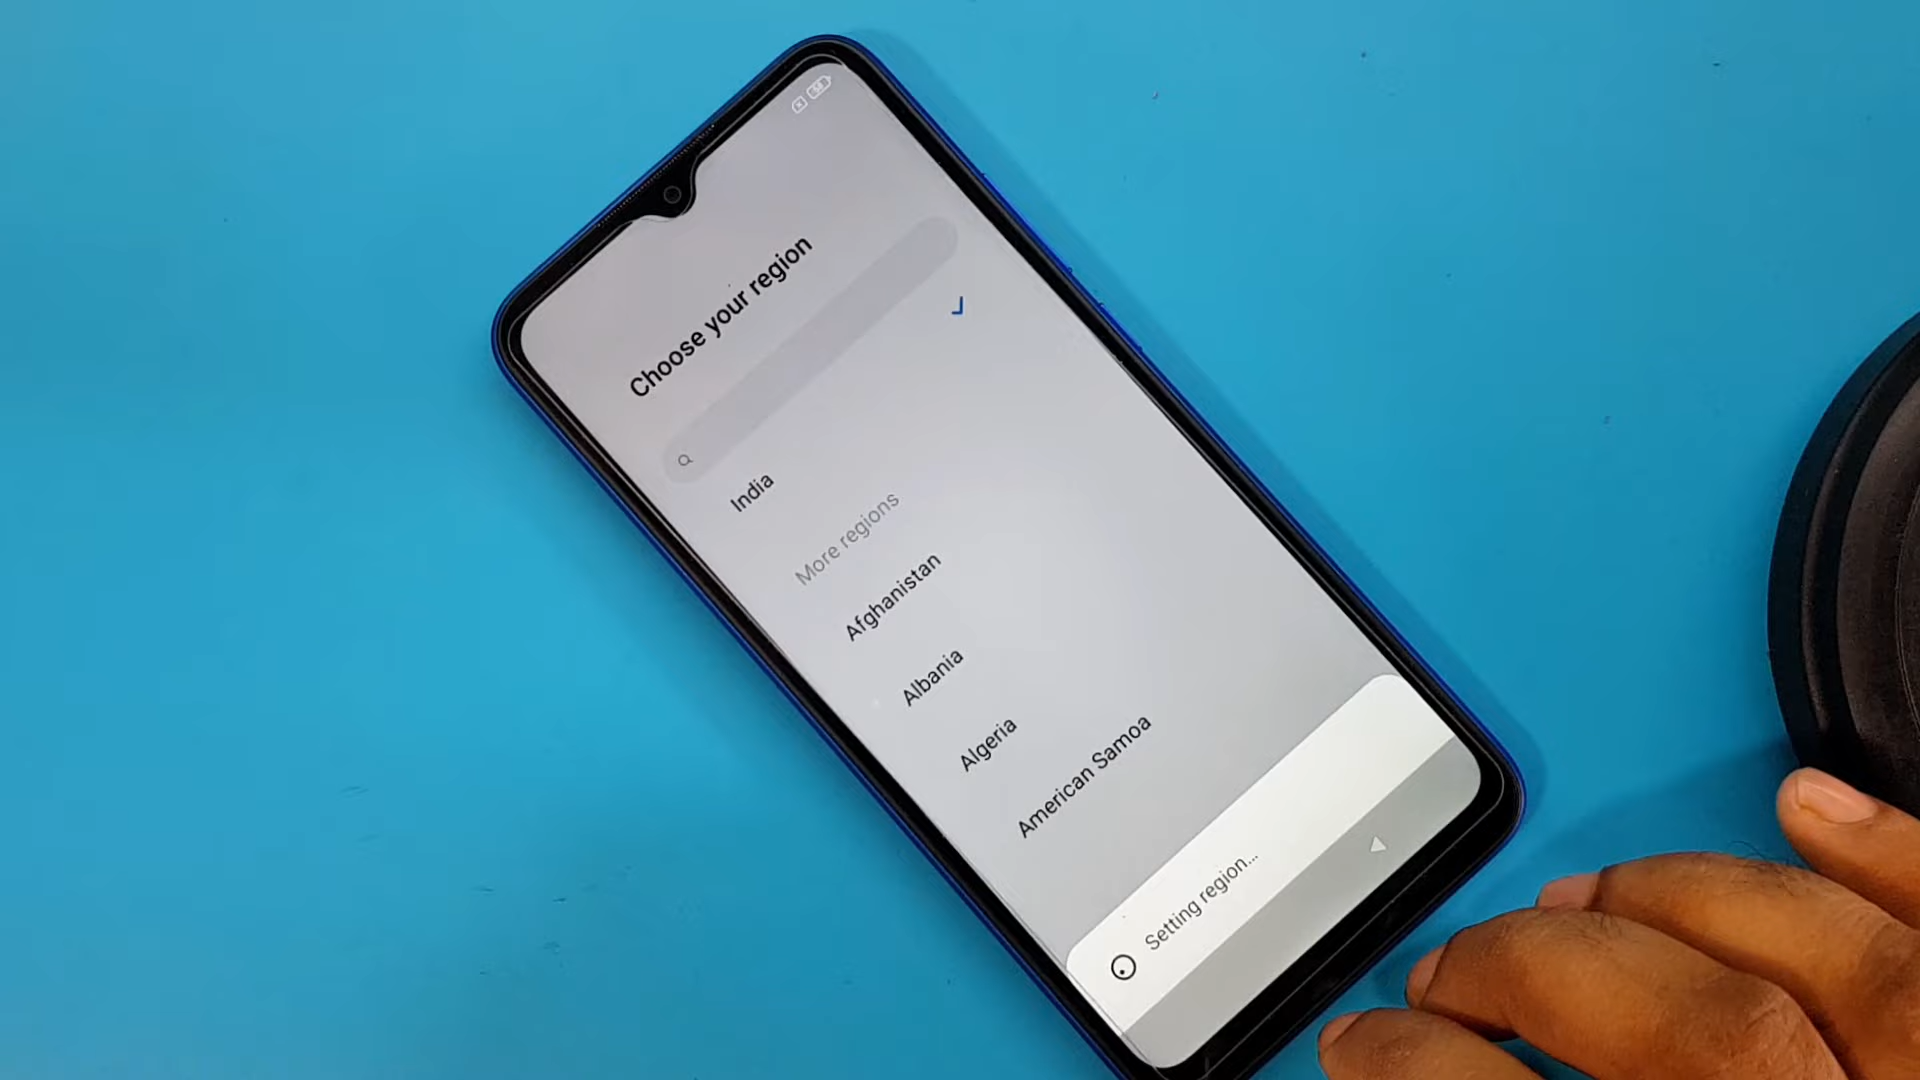 Choose your region
India
More regions
Afghanistan
Albania
Algeria
American Samoa
Setting region...